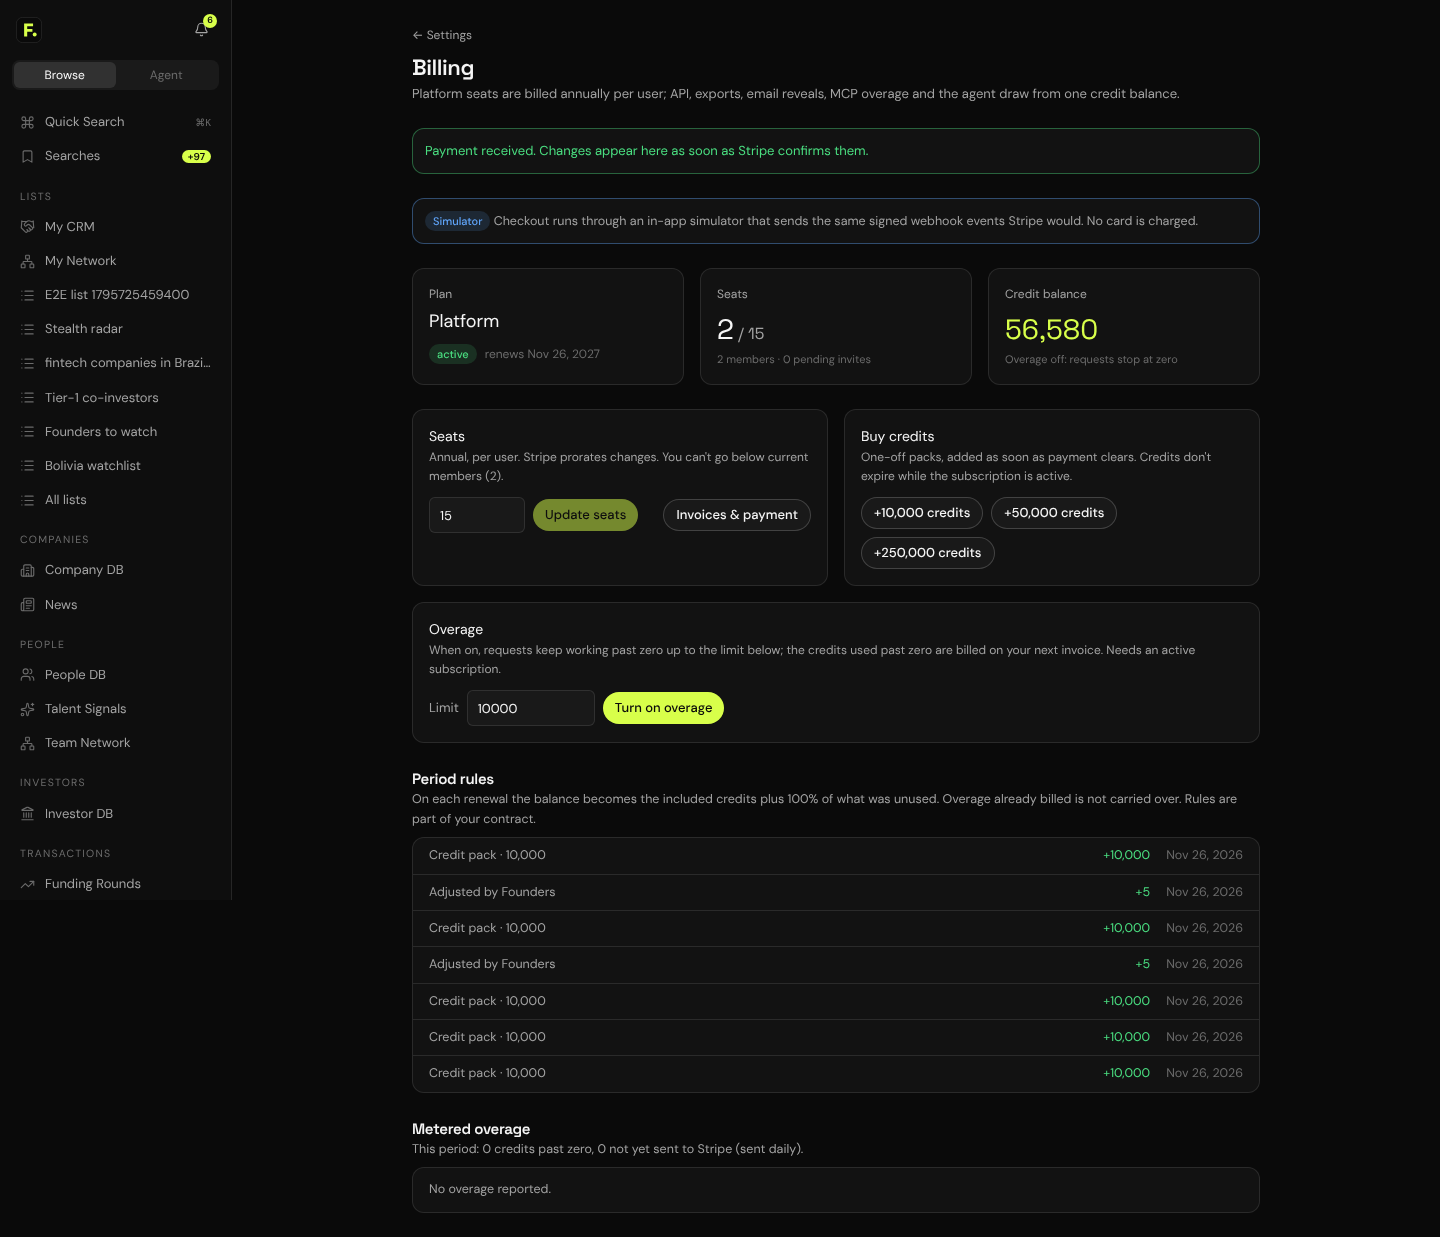 F.
6
Browse
Agent
Quick Search
⌘K
Searches
+97
LISTS
My CRM
My Network
E2E list 1795725459400
Stealth radar
fintech companies in Brazi...
Tier-1 co-investors
Founders to watch
Bolivia watchlist
All lists
COMPANIES
Company DB
News
PEOPLE
People DB
Talent Signals
Team Network
INVESTORS
Investor DB
TRANSACTIONS
Funding Rounds
← Settings
Billing
Platform seats are billed annually per user; API, exports, email reveals, MCP overage and the agent draw from one credit balance.
Payment received. Changes appear here as soon as Stripe confirms them.
Simulator Checkout runs through an in-app simulator that sends the same signed webhook events Stripe would. No card is charged.
Plan
Platform
active renews Nov 26, 2027
Seats
2 / 15
2 members · 0 pending invites
Credit balance
56,580
Overage off: requests stop at zero
Seats
Annual, per user. Stripe prorates changes. You can't go below current
members (2).
15
Update seats
Invoices & payment
Buy credits
One-off packs, added as soon as payment clears. Credits don't
expire while the subscription is active.
+10,000 credits
+50,000 credits
+250,000 credits
Overage
When on, requests keep working past zero up to the limit below; the credits used past zero are billed on your next invoice. Needs an active
subscription.
Limit
10000
Turn on overage
Period rules
On each renewal the balance becomes the included credits plus 100% of what was unused. Overage already billed is not carried over. Rules are
part of your contract.
Credit pack · 10,000 +10,000 Nov 26, 2026
Adjusted by Founders +5 Nov 26, 2026
Credit pack · 10,000 +10,000 Nov 26, 2026
Adjusted by Founders +5 Nov 26, 2026
Credit pack · 10,000 +10,000 Nov 26, 2026
Credit pack · 10,000 +10,000 Nov 26, 2026
Credit pack · 10,000 +10,000 Nov 26, 2026
Metered overage
This period: 0 credits past zero, 0 not yet sent to Stripe (sent daily).
No overage reported.